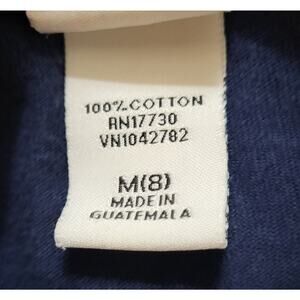 100% COTTON
RN17730
VN1042782
M(8)
MADE IN
GUATEMALA